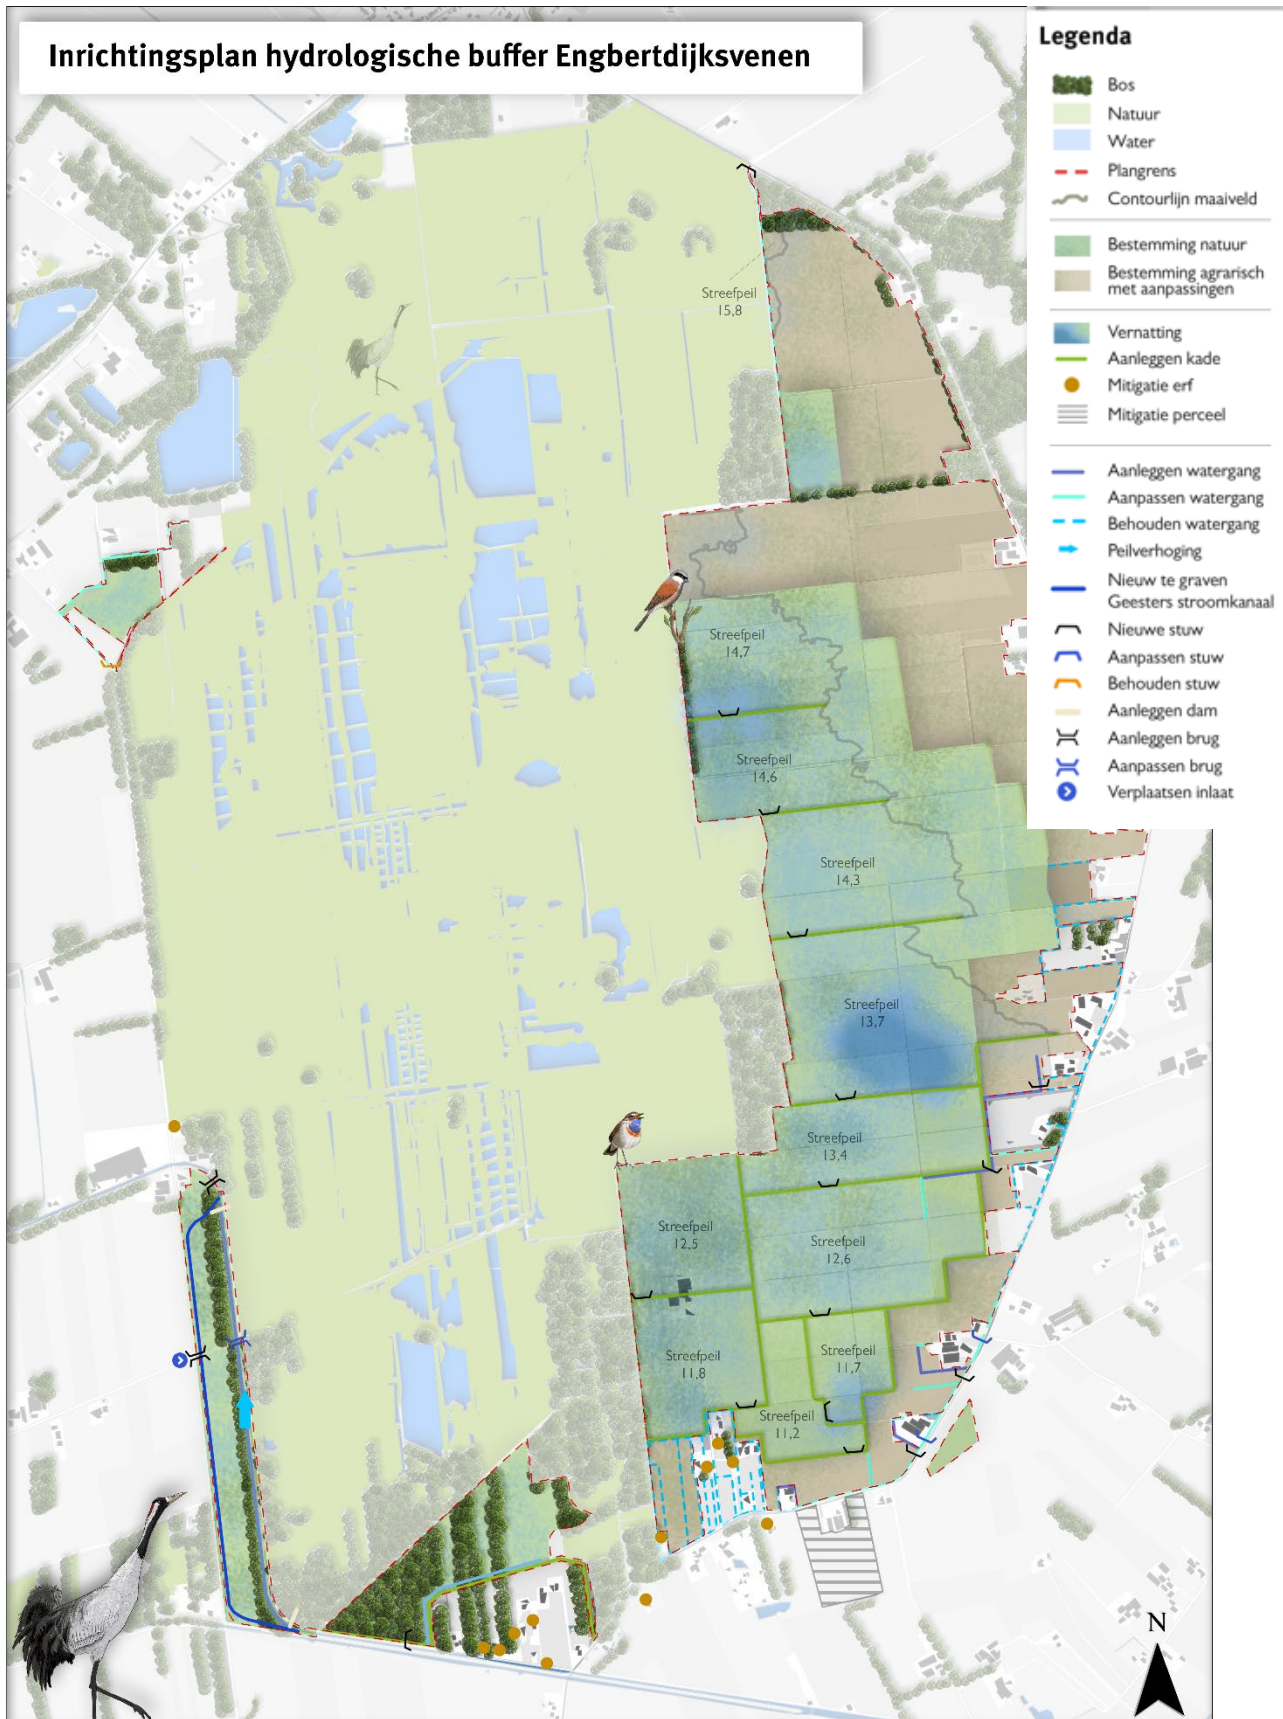 Inrichtingsplan hydrologische buffer Engbertdijksvenen
Legenda
Bos
Natuur
Water
Plangrens
Contourlijn maaiveld
Bestemming natuur
Bestemming agrarisch
met aanpassingen
Vernatting
Aanleggen kade
Mitigatie erf
Mitigatie perceel
Aanleggen watergang
Aanpassen watergang
Behouden watergang
Peilverhoging
Nieuw te graven
Geesters stroomkanaal
Nieuwe stuw
Aanpassen stuw
Behouden stuw
Aanleggen dam
Aanleggen brug
Aanpassen brug
Verplaatsen inlaat
Streefpeil
15,8
Streefpeil
14,7
Streefpeil
14,6
Streefpeil
14,3
Streefpeil
13,7
Streefpeil
13,4
Streefpeil
12,5
Streefpeil
12,6
Streefpeil
11,8
Streefpeil
11,7
Streefpeil
11,2
N